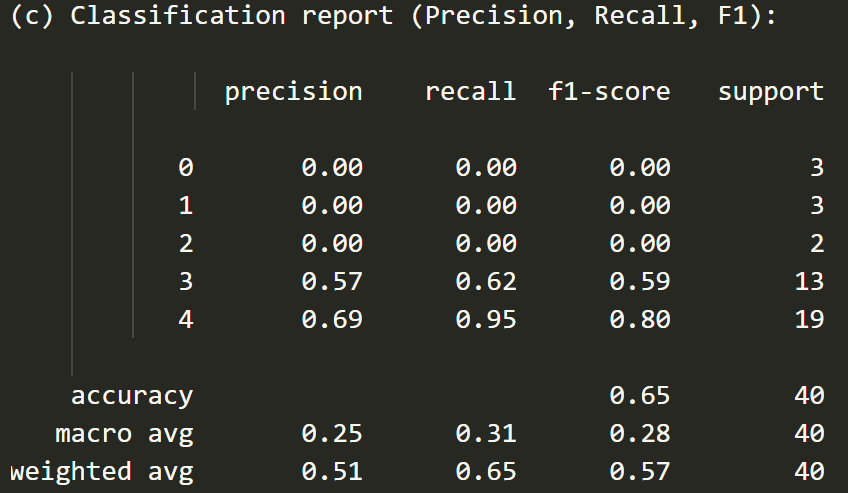 (c) Classification report (Precision, Recall, F1):
precision recall f1-score support
0 0.00 0.00 0.00 3
1 0.00 0.00 0.00 3
2 0.00 0.00 0.00 2
3 0.57 0.62 0.59 13
4 0.69 0.95 0.80 19
accuracy 0.65 40
macro avg 0.25 0.31 0.28 40
weighted avg 0.51 0.65 0.57 40